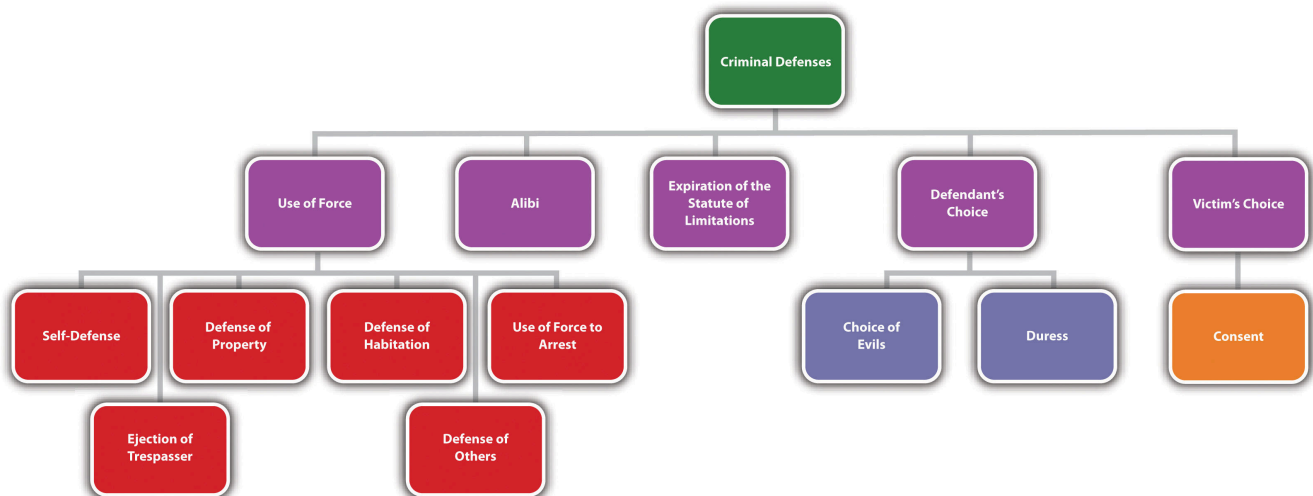 Criminal Defenses
Use of Force
Alibi
Expiration of the
Statute of
Limitations
Defendant’s
Choice
Victim’s Choice
Self-Defense
Defense of
Property
Defense of
Habitation
Use of Force to
Arrest
Choice of
Evils
Duress
Consent
Ejection of
Trespasser
Defense of
Others